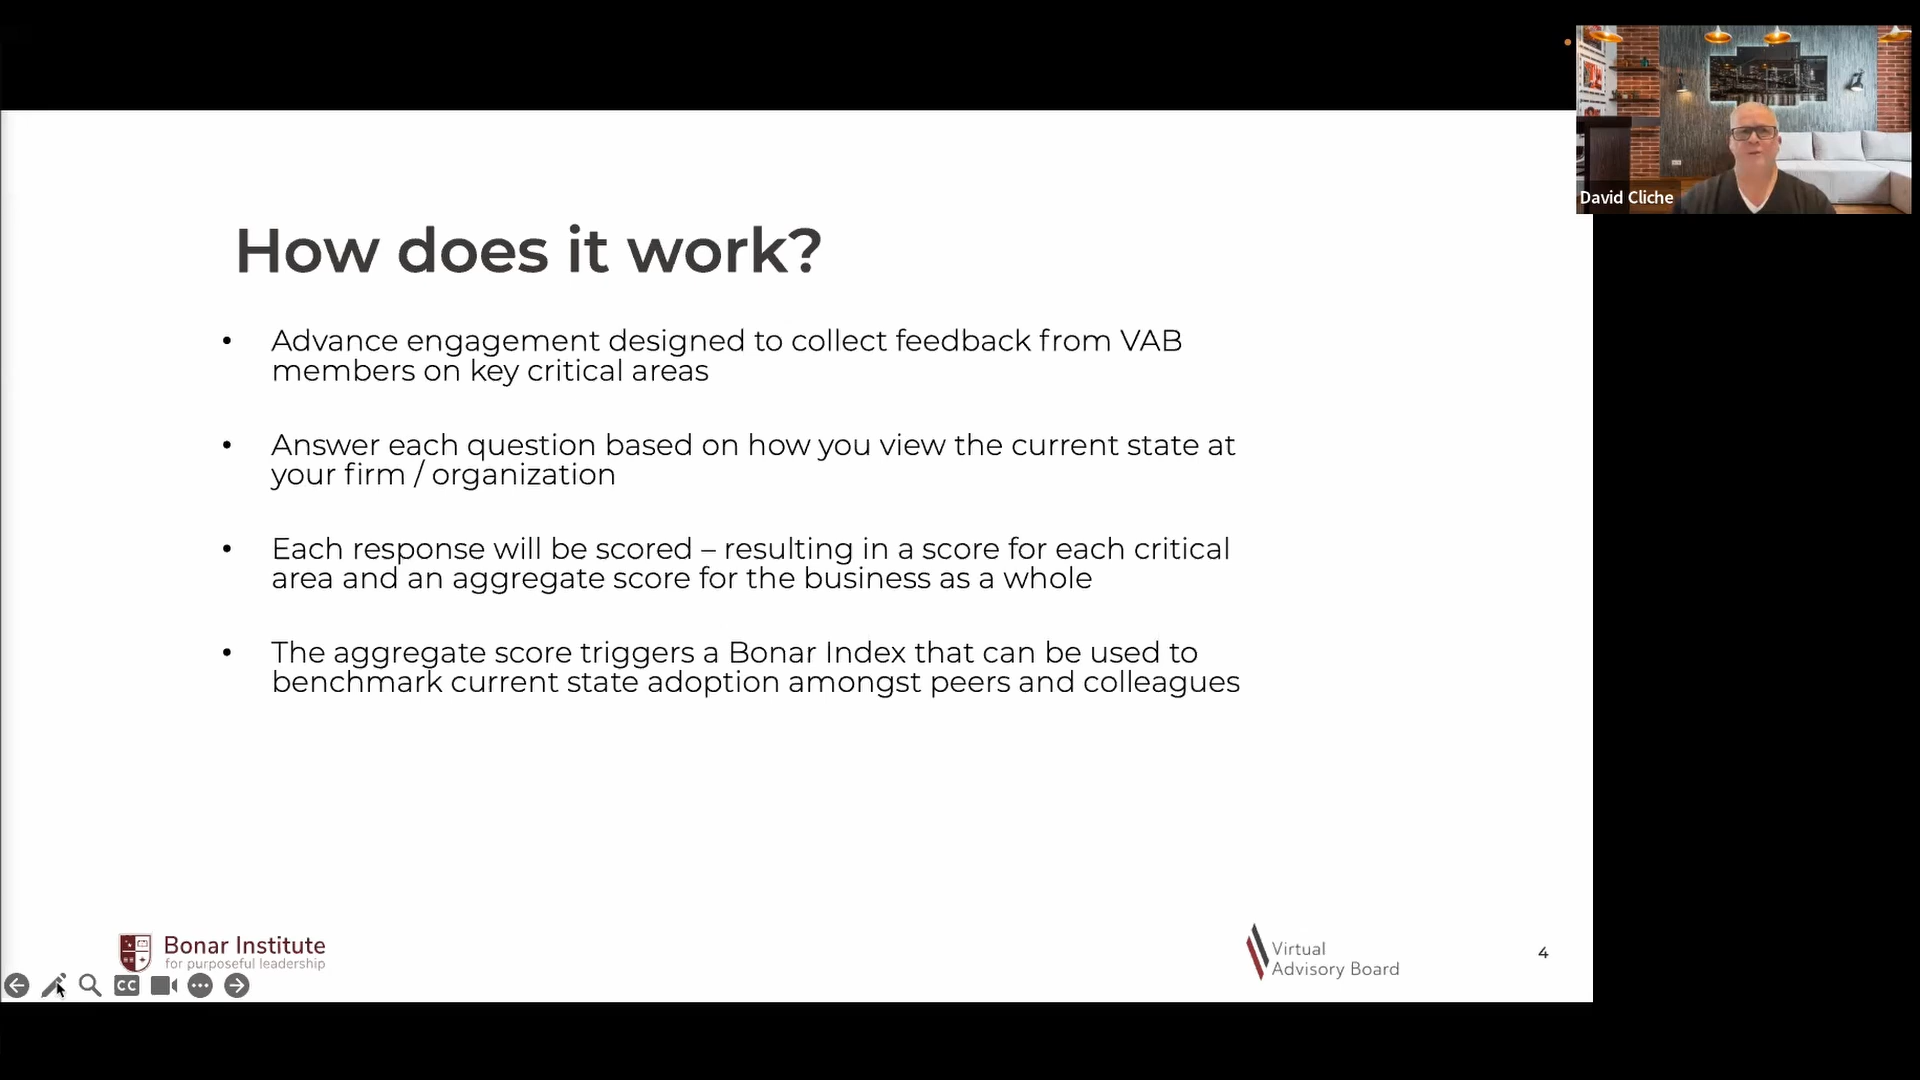 David Cliche
How does it work?
• Advance engagement designed to collect feedback from VAB
members on key critical areas
• Answer each question based on how you view the current state at
your firm / organization
• Each response will be scored – resulting in a score for each critical
area and an aggregate score for the business as a whole
• The aggregate score triggers a Bonar Index that can be used to
benchmark current state adoption amongst peers and colleagues
Bonar Institute
for purposeful leadership
Virtual
Advisory Board
4
CC